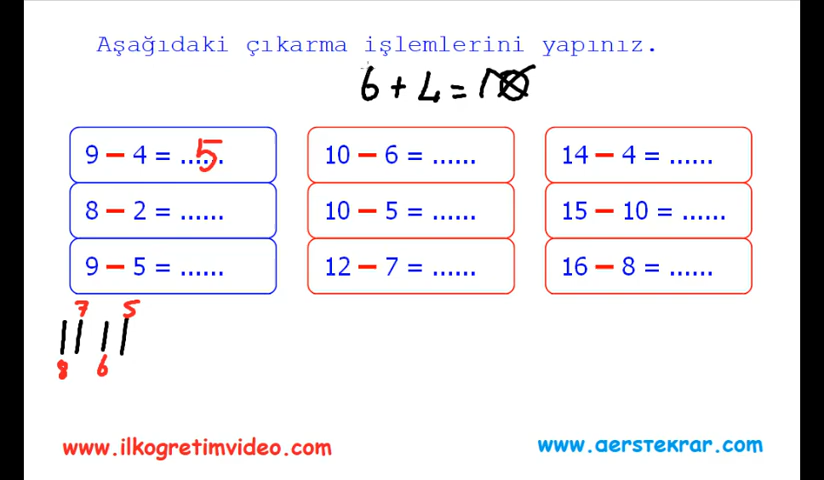 Aşağıdaki çıkarma işlemlerini yapınız.
6 + 4 = 10
9 − 4 = ...... 5
10 − 6 = ......
14 − 4 = ......
8 − 2 = ......
10 − 5 = ......
15 − 10 = ......
9 − 5 = ......
12 − 7 = ......
16 − 8 = ......
7 5
8 6
www.ilkogretimvideo.com
www.aerstekrar.com